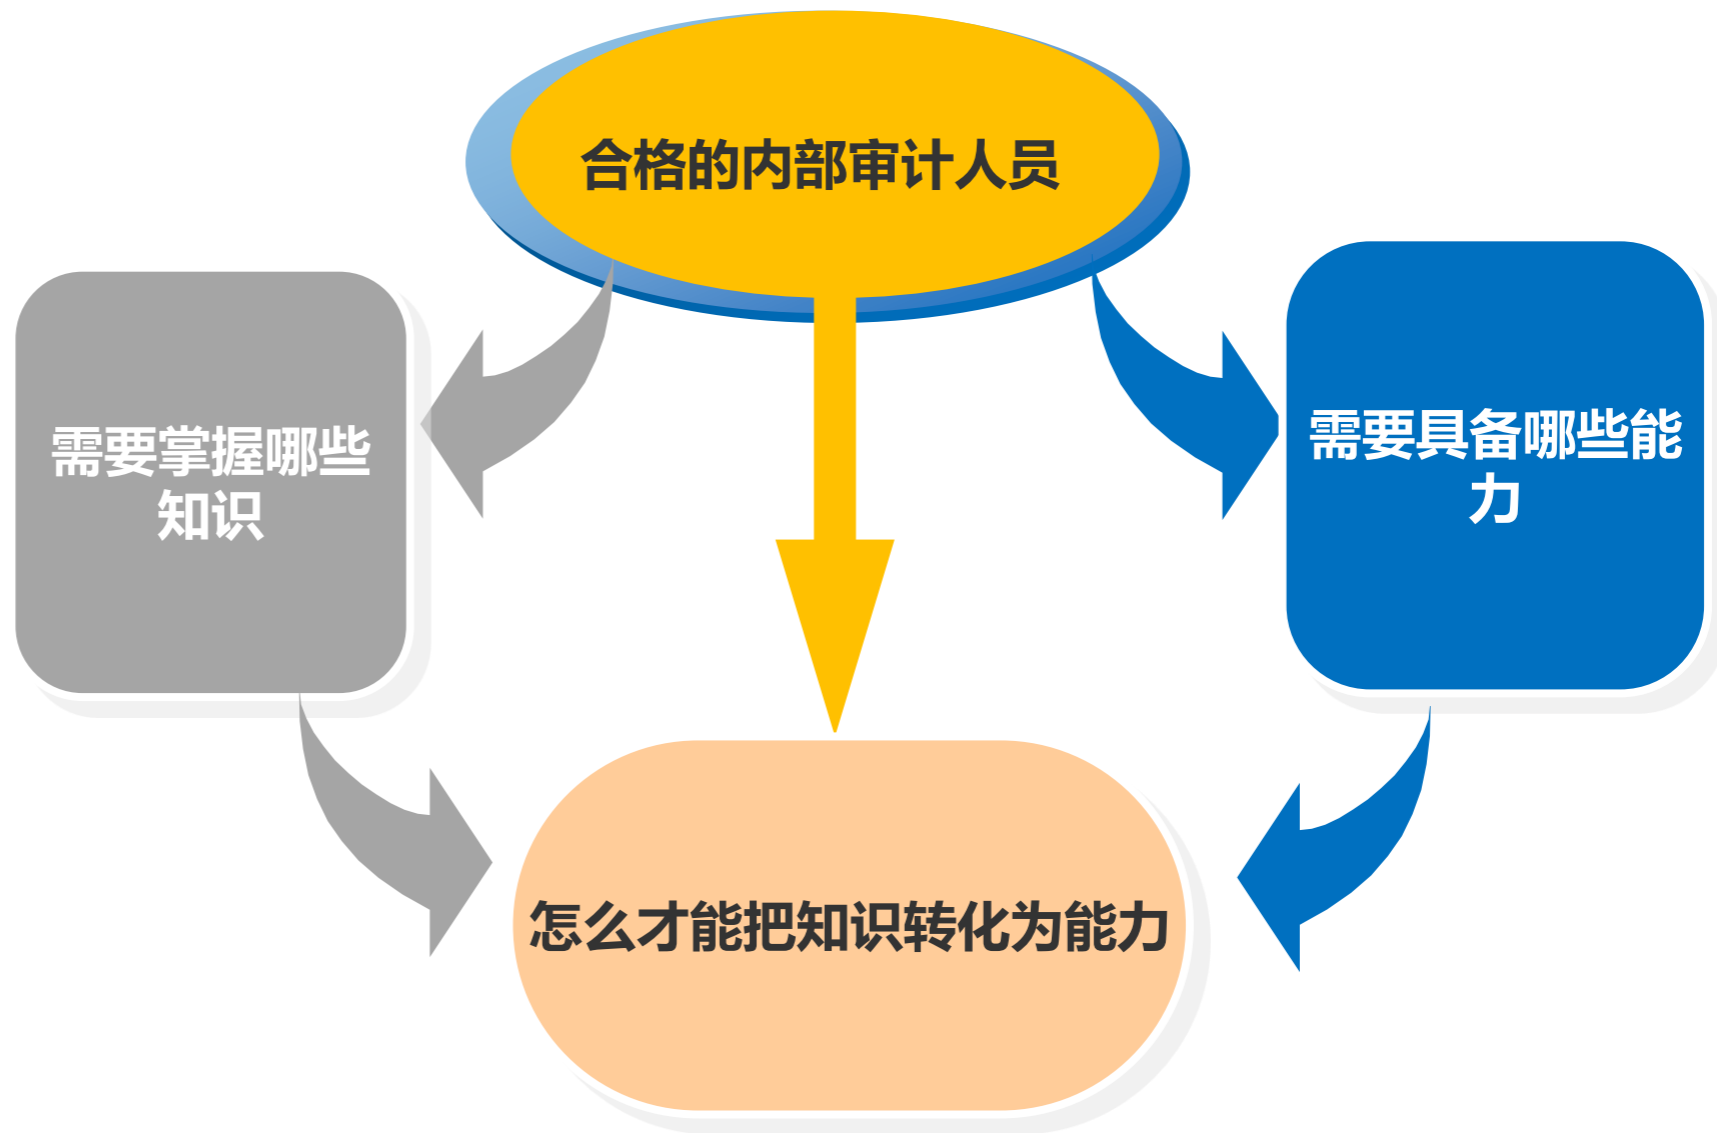 合格的内部审计人员
需要掌握哪些
知识
需要具备哪些能
力
怎么才能把知识转化为能力